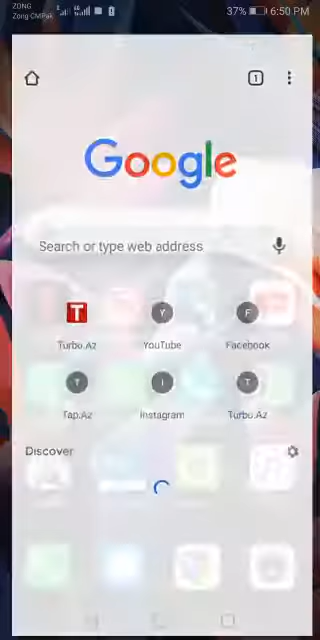 ZONG
Zong CMPak
37% 6:50 PM
1
Google
Search or type web address
T
Y
F
Turbo.Az
YouTube
Facebook
T
I
T
Tap.Az
Instagram
Turbo.Az
Discover